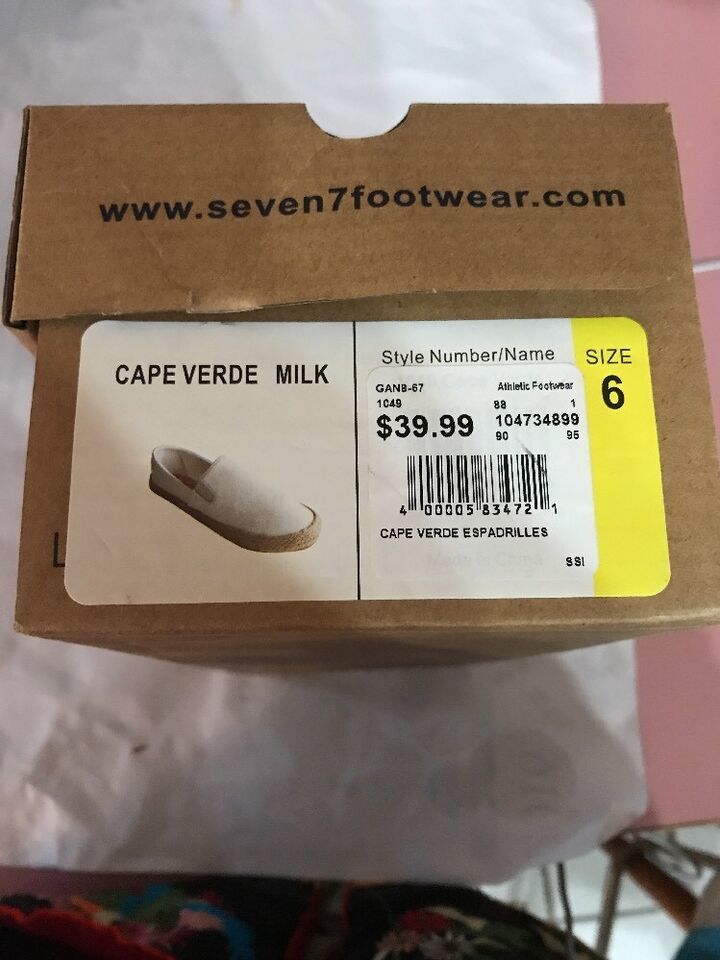 www.seven7footwear.com
CAPE VERDE MILK
Style Number/Name
SIZE
6
GANB-67 Athletic Footwear
1049 88 1
$39.99 104734899
90 95
4 00005 83472 1
CAPE VERDE ESPADRILLES
Made in China
SSI
L